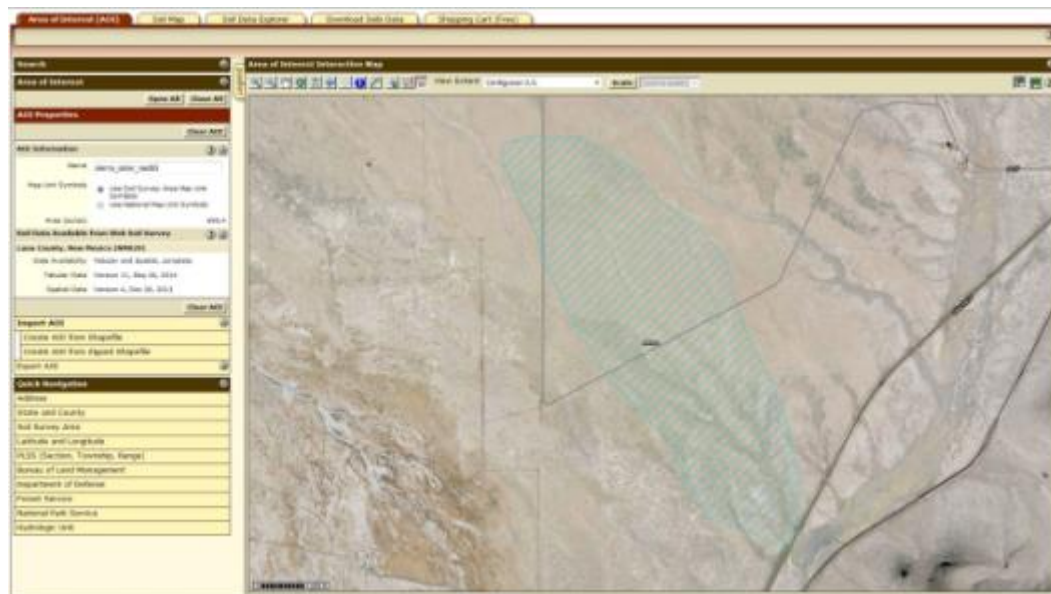 Area of Interest (AOI)
Soil Map
Soil Data Explorer
Download Soils Data
Shopping Cart (Free)
Search
Area of Interest
Open All
Close All
AOI Properties
Clear AOI
AOI Information
Name
Map Unit Symbols
Use Soil Survey Area Map Unit Symbols
Use National Map Unit Symbols
Area (acres)
Soil Data Available from Web Soil Survey
Luna County, New Mexico
Data Availability
Tabular and Spatial, complete
Tabular Data
Spatial Data
Clear AOI
Import AOI
Create AOI from Shapefile
Create AOI from Zipped Shapefile
Export AOI
Quick Navigation
Address
State and County
Soil Survey Area
Latitude and Longitude
PLSS (Section, Township, Range)
Bureau of Land Management
Department of Defense
Forest Service
National Park Service
Hydrologic Unit
Legend
Area of Interest Interactive Map
View Extent
Contiguous U.S.
Scale